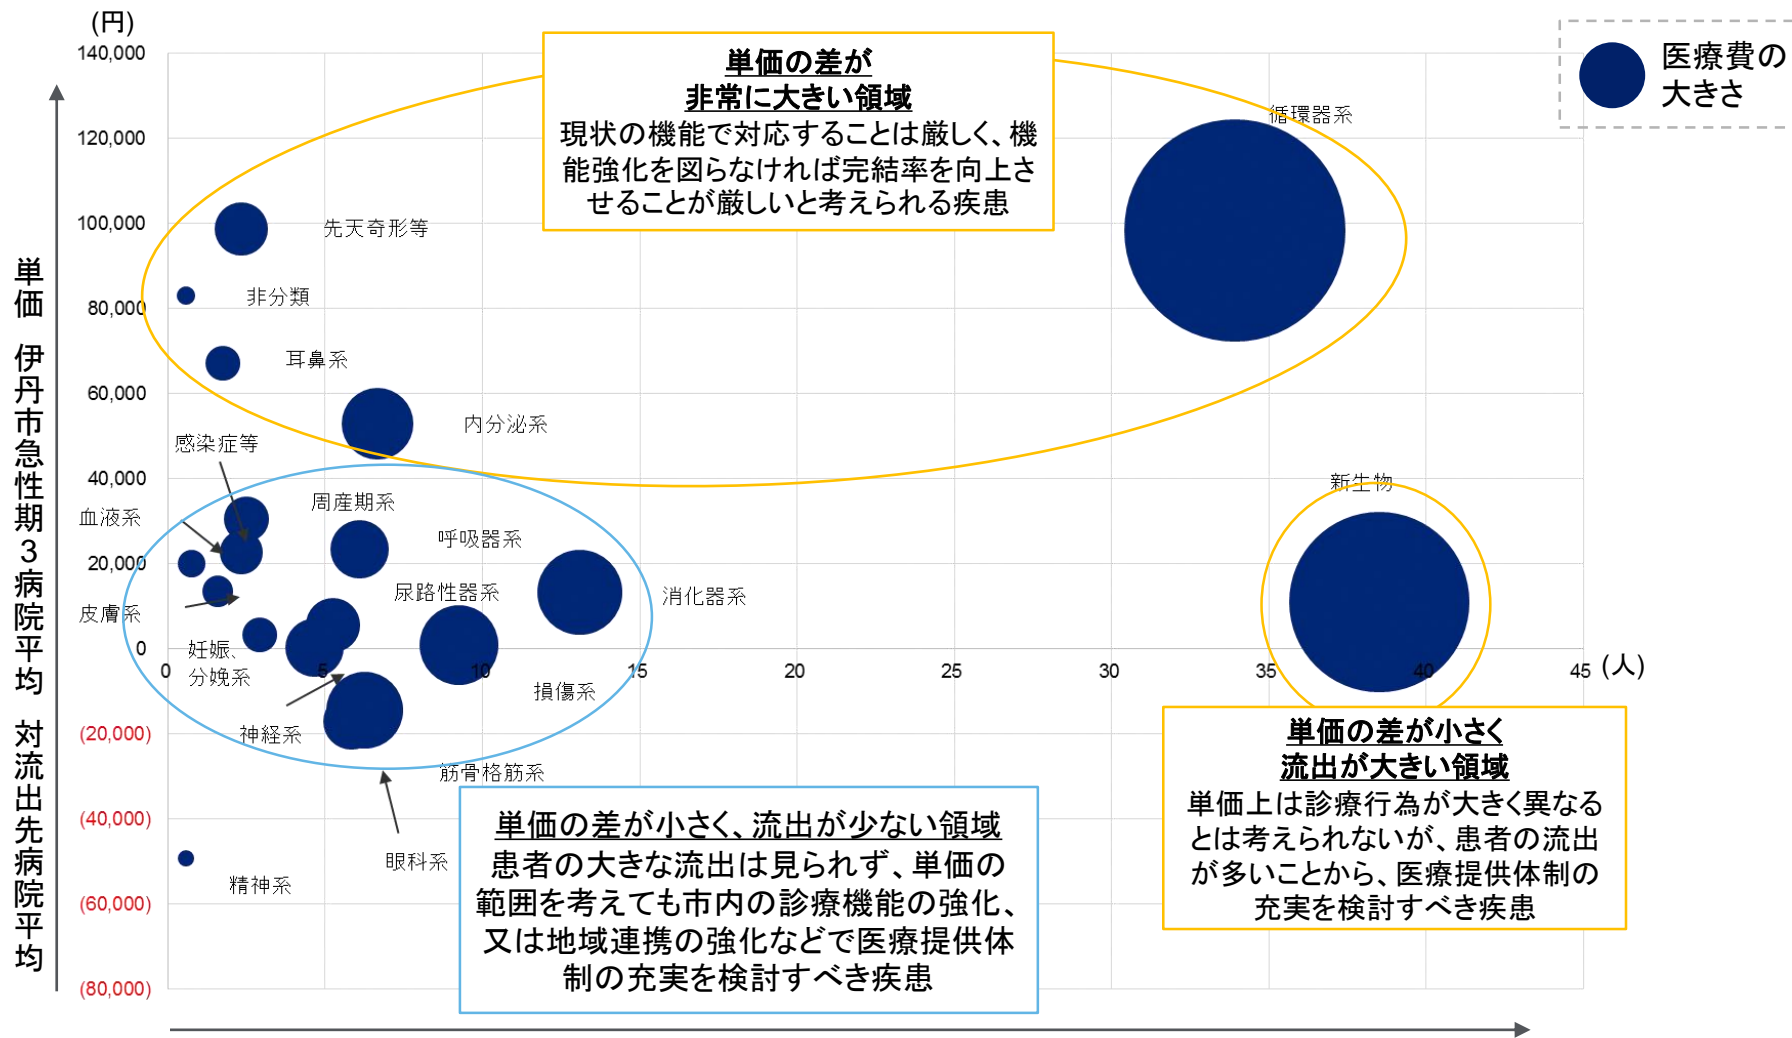 (円)
140,000
120,000
100,000
80,000
60,000
40,000
20,000
0
(20,000)
(40,000)
(60,000)
(80,000)
単価 伊丹市急性期3病院平均 対流出先病院平均
0
5
10
15
20
25
30
35
40
45
(人)
医療費の
大きさ
単価の差が
非常に大きい領域
現状の機能で対応することは厳しく、機
能強化を図らなければ完結率を向上さ
せることが厳しいと考えられる疾患
循環器系
先天奇形等
非分類
耳鼻系
内分泌系
感染症等
血液系
周産期系
呼吸器系
尿路性器系
消化器系
皮膚系
妊娠、
分娩系
損傷系
神経系
筋骨格筋系
眼科系
精神系
新生物
単価の差が小さく、流出が少ない領域
患者の大きな流出は見られず、単価の
範囲を考えても市内の診療機能の強化、
又は地域連携の強化などで医療提供体
制の充実を検討すべき疾患
単価の差が小さく
流出が大きい領域
単価上は診療行為が大きく異なる
とは考えられないが、患者の流出
が多いことから、医療提供体制の
充実を検討すべき疾患